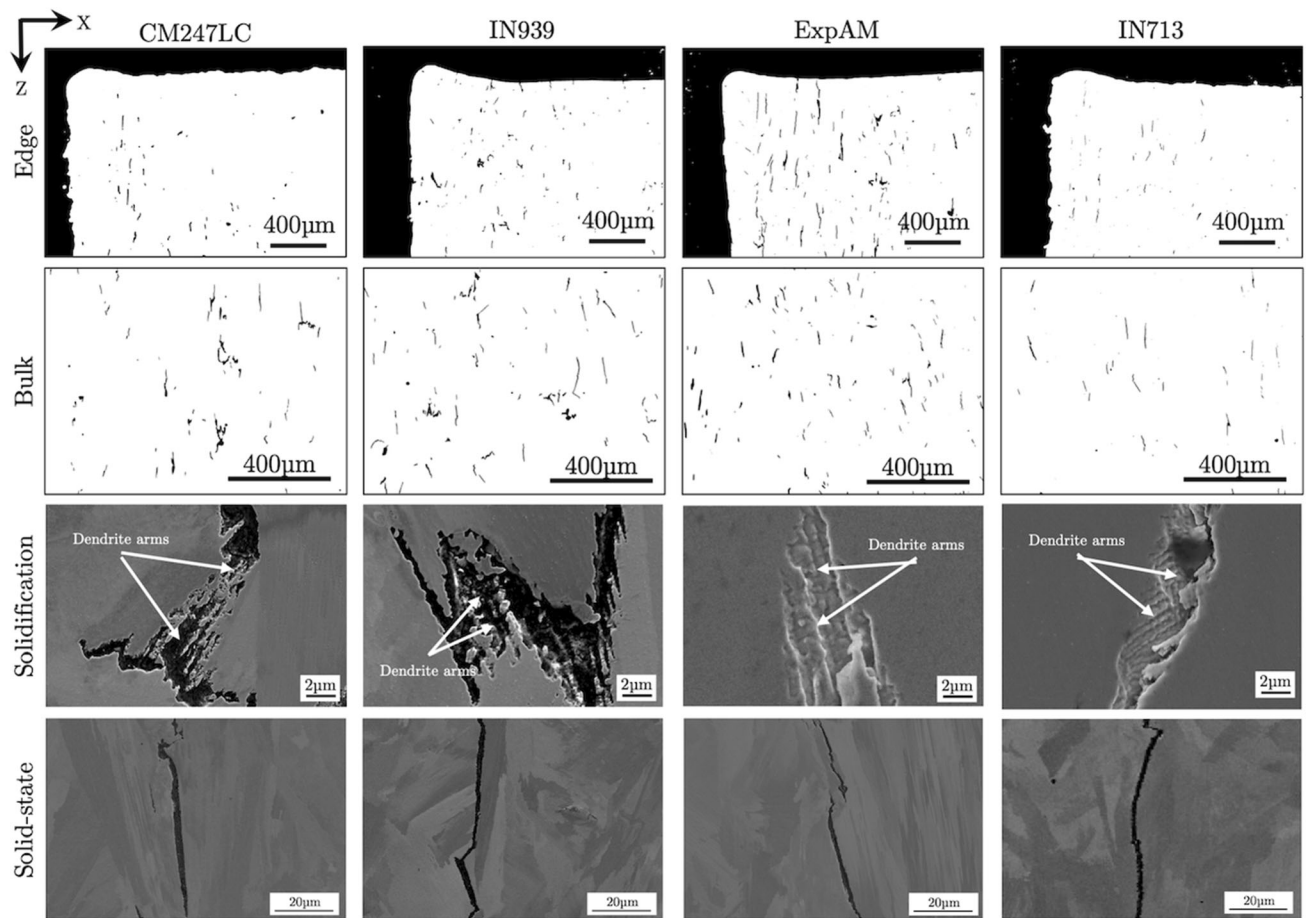 X
Z
CM247LC
IN939
ExpAM
IN713
Edge
400µm
400µm
400µm
400µm
Bulk
400µm
400µm
400µm
400µm
Solidification
Dendrite arms
2µm
Dendrite arms
2µm
Dendrite arms
2µm
Dendrite arms
2µm
Solid-state
20µm
20µm
20µm
20µm